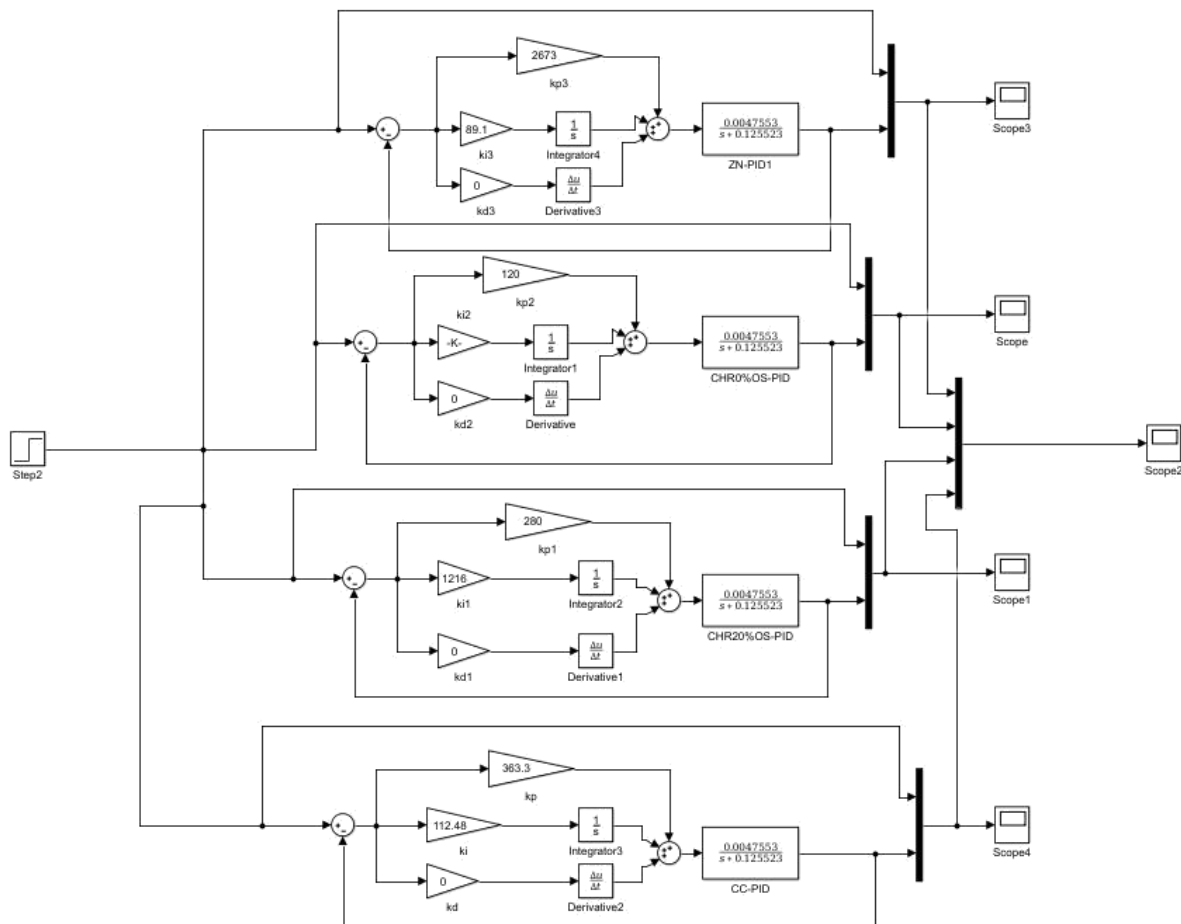 2673
kp3
89.1
ki3
1
s
Integrator4
0
kd3
Δu
Δt
Derivative3
0.0047553
s + 0.125523
ZN-PID1
Scope3
120
kp2
ki2
-K-
1
s
Integrator1
0
kd2
Δu
Δt
Derivative
0.0047553
s + 0.125523
CHR0%OS-PID
Scope
Step2
Scope2
280
kp1
1216
ki1
1
s
Integrator2
0
kd1
Δu
Δt
Derivative1
0.0047553
s + 0.125523
CHR20%OS-PID
Scope1
363.3
kp
112.48
ki
1
s
Integrator3
0
kd
Δu
Δt
Derivative2
0.0047553
s + 0.125523
CC-PID
Scope4